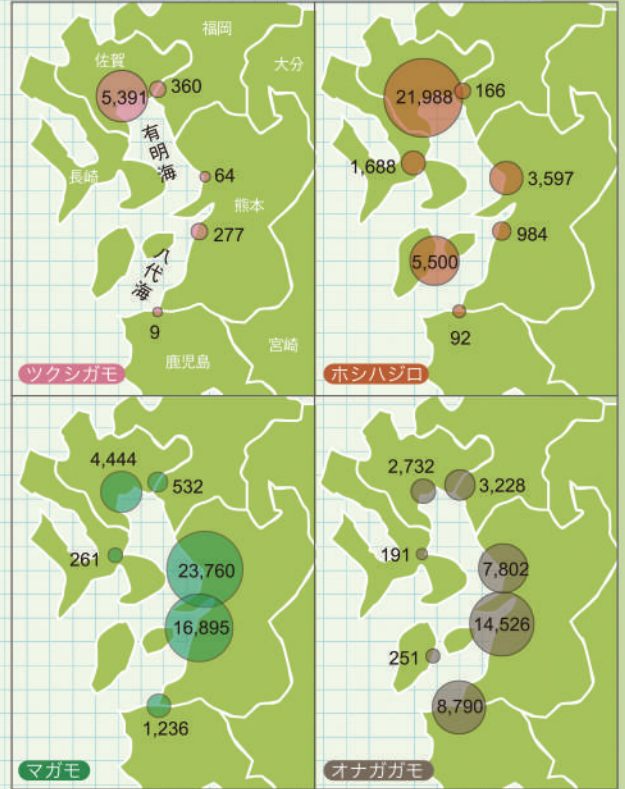 福岡
佐賀
大分
5,391
360
有明海
長崎
64
熊本
277
八代海
9
宮崎
鹿児島
ツクシガモ
21,988
166
1,688
3,597
984
5,500
92
ホシハジロ
4,444
532
261
23,760
16,895
1,236
マガモ
2,732
3,228
191
7,802
14,526
251
8,790
オナガガモ